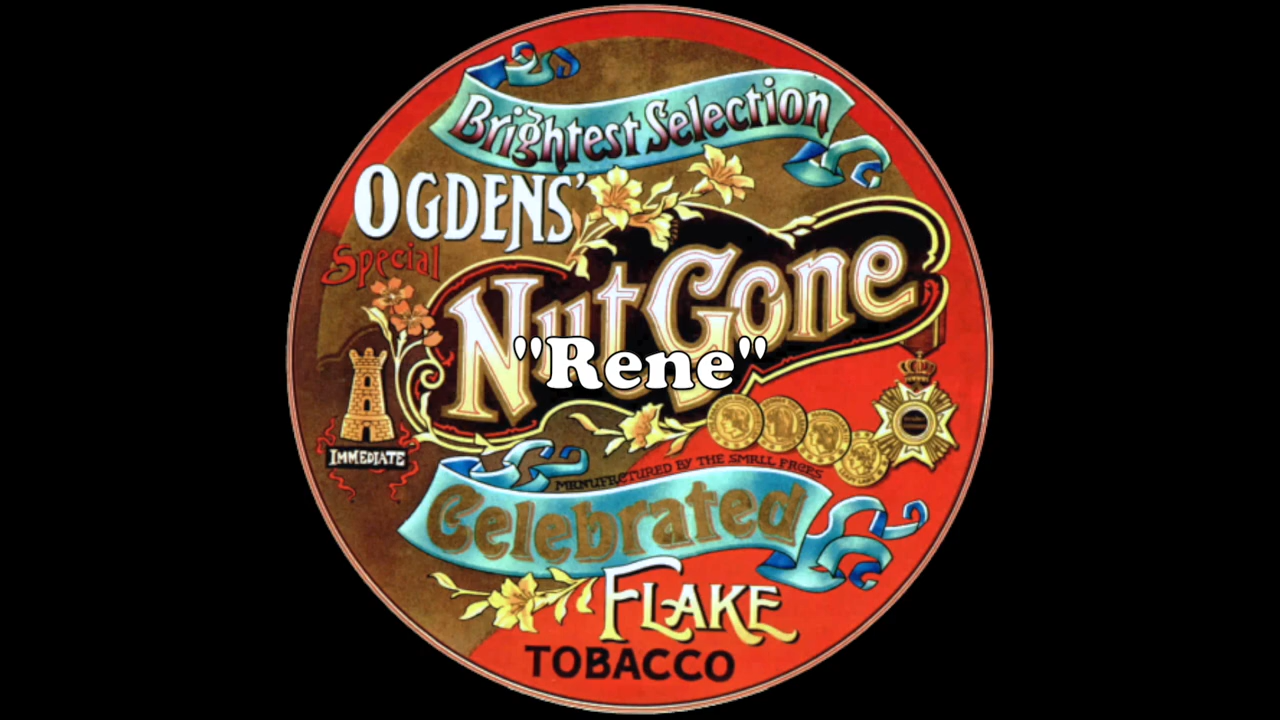 Brightest Selection
OGDENS'
Special
Nut Gone
"Rene"
IMMEDIATE
MANUFACTURED BY THE SMALL FACES
Celebrated
FLAKE
TOBACCO